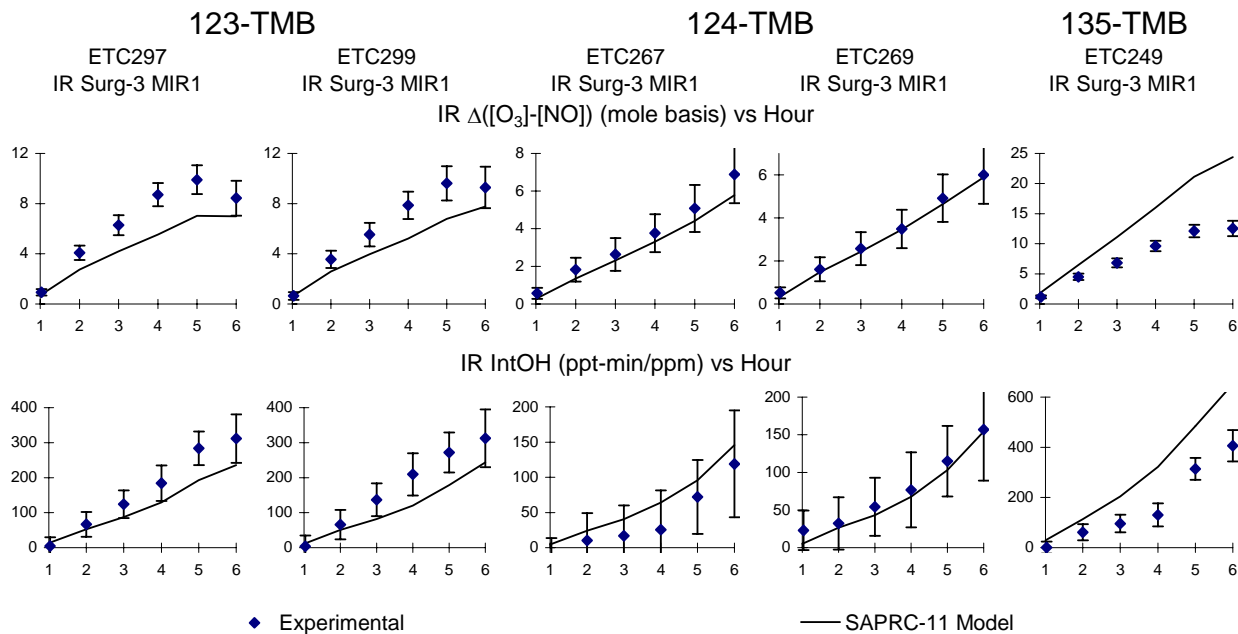 123-TMB 124-TMB 135-TMB
ETC297 ETC299 ETC267 ETC269 ETC249
IR Surg-3 MIR1 IR Surg-3 MIR1 IR Surg-3 MIR1 IR Surg-3 MIR1 IR Surg-3 MIR1
IR Δ([O₃]-[NO]) (mole basis) vs Hour
12 12 8 6 25
8 8 6 4 20
4 4 4 2 15
0 0 2 0 10
0 5
0
1 2 3 4 5 6 1 2 3 4 5 6 1 2 3 4 5 6 1 2 3 4 5 6 1 2 3 4 5 6
IR IntOH (ppt-min/ppm) vs Hour
400 400 200 200 600
300 300 150 150 400
200 200 100 100 200
100 100 50 50 0
0 0 0 0
1 2 3 4 5 6 1 2 3 4 5 6 1 2 3 4 5 6 1 2 3 4 5 6 1 2 3 4 5 6
Experimental SAPRC-11 Model